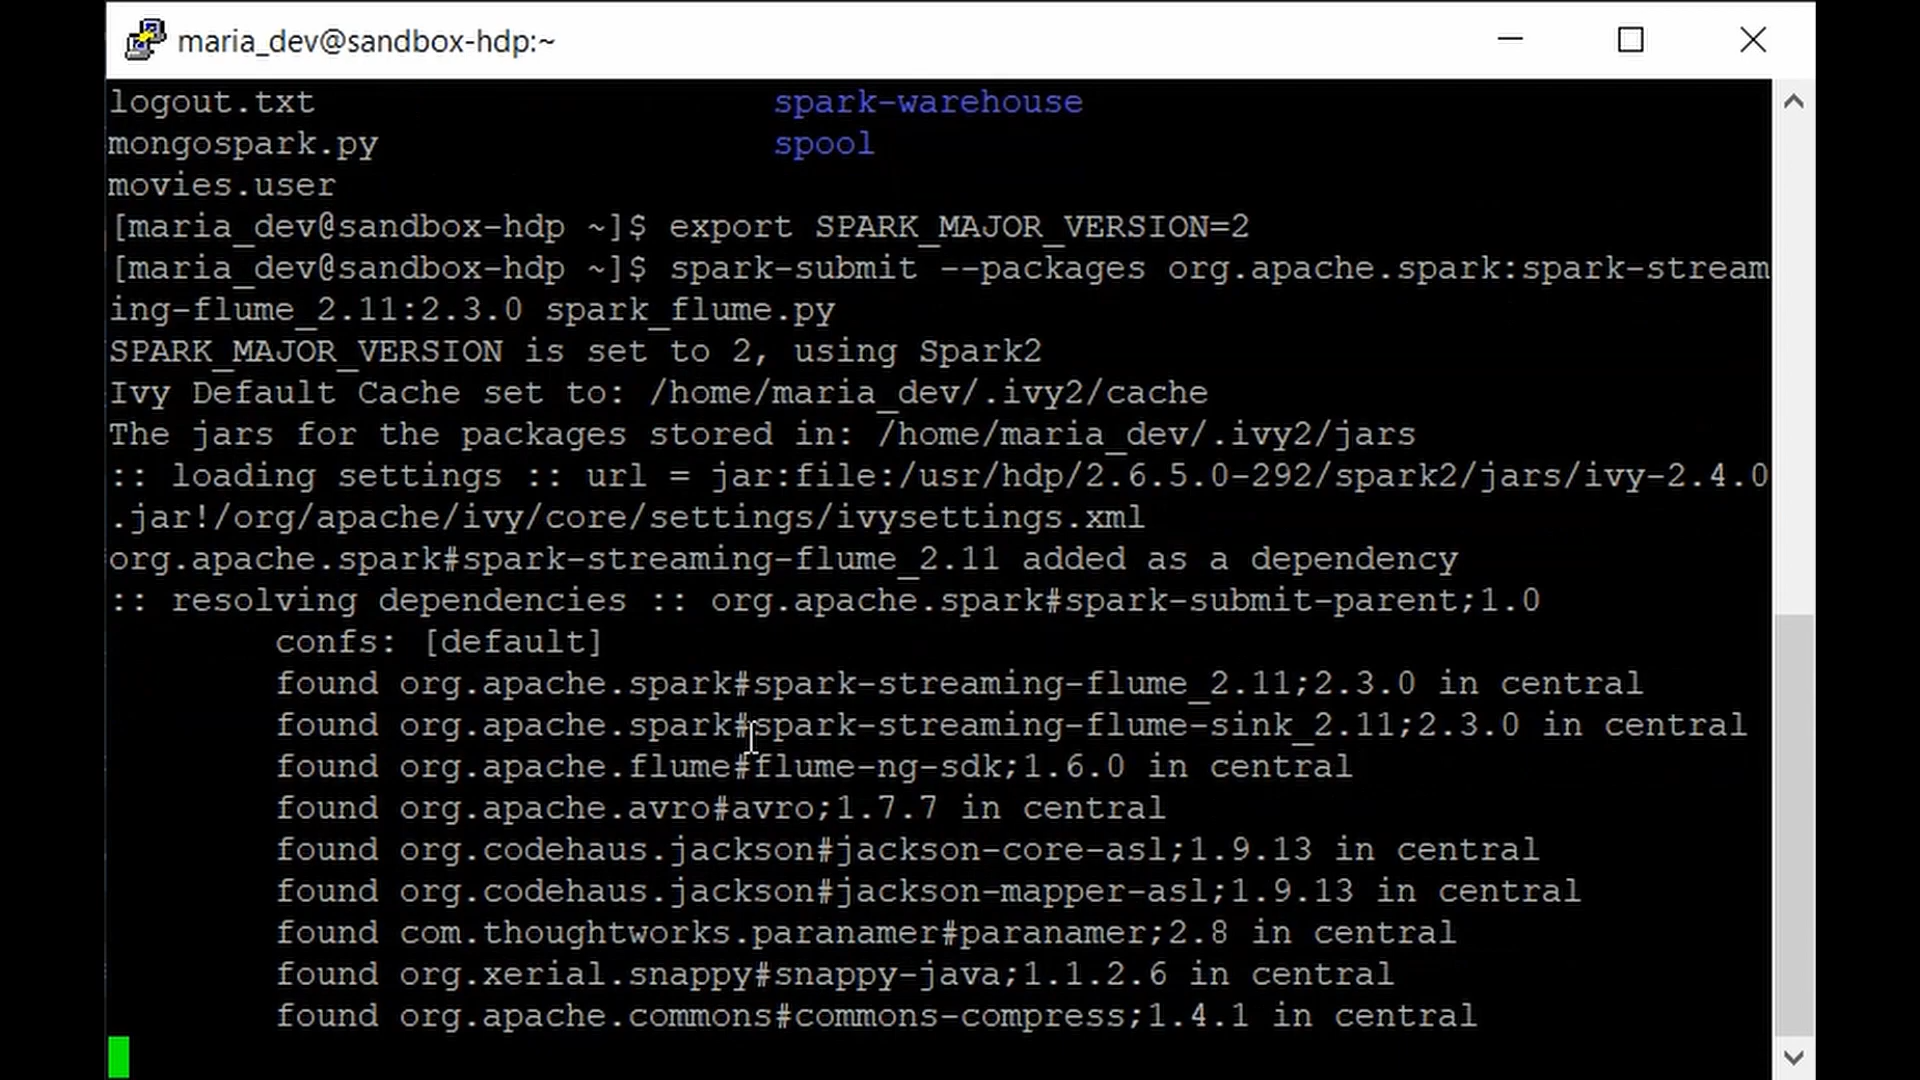 maria_dev@sandbox-hdp:~
logout.txt spark-warehouse
mongospark.py spool
movies.user
[maria_dev@sandbox-hdp ~]$ export SPARK_MAJOR_VERSION=2
[maria_dev@sandbox-hdp ~]$ spark-submit --packages org.apache.spark:spark-stream
ing-flume_2.11:2.3.0 spark_flume.py
SPARK_MAJOR_VERSION is set to 2, using Spark2
Ivy Default Cache set to: /home/maria_dev/.ivy2/cache
The jars for the packages stored in: /home/maria_dev/.ivy2/jars
:: loading settings :: url = jar:file:/usr/hdp/2.6.5.0-292/spark2/jars/ivy-2.4.0
.jar!/org/apache/ivy/core/settings/ivysettings.xml
org.apache.spark#spark-streaming-flume_2.11 added as a dependency
:: resolving dependencies :: org.apache.spark#spark-submit-parent;1.0
confs: [default]
found org.apache.spark#spark-streaming-flume_2.11;2.3.0 in central
found org.apache.spark#spark-streaming-flume-sink_2.11;2.3.0 in central
found org.apache.flume#flume-ng-sdk;1.6.0 in central
found org.apache.avro#avro;1.7.7 in central
found org.codehaus.jackson#jackson-core-asl;1.9.13 in central
found org.codehaus.jackson#jackson-mapper-asl;1.9.13 in central
found com.thoughtworks.paranamer#paranamer;2.8 in central
found org.xerial.snappy#snappy-java;1.1.2.6 in central
found org.apache.commons#commons-compress;1.4.1 in central